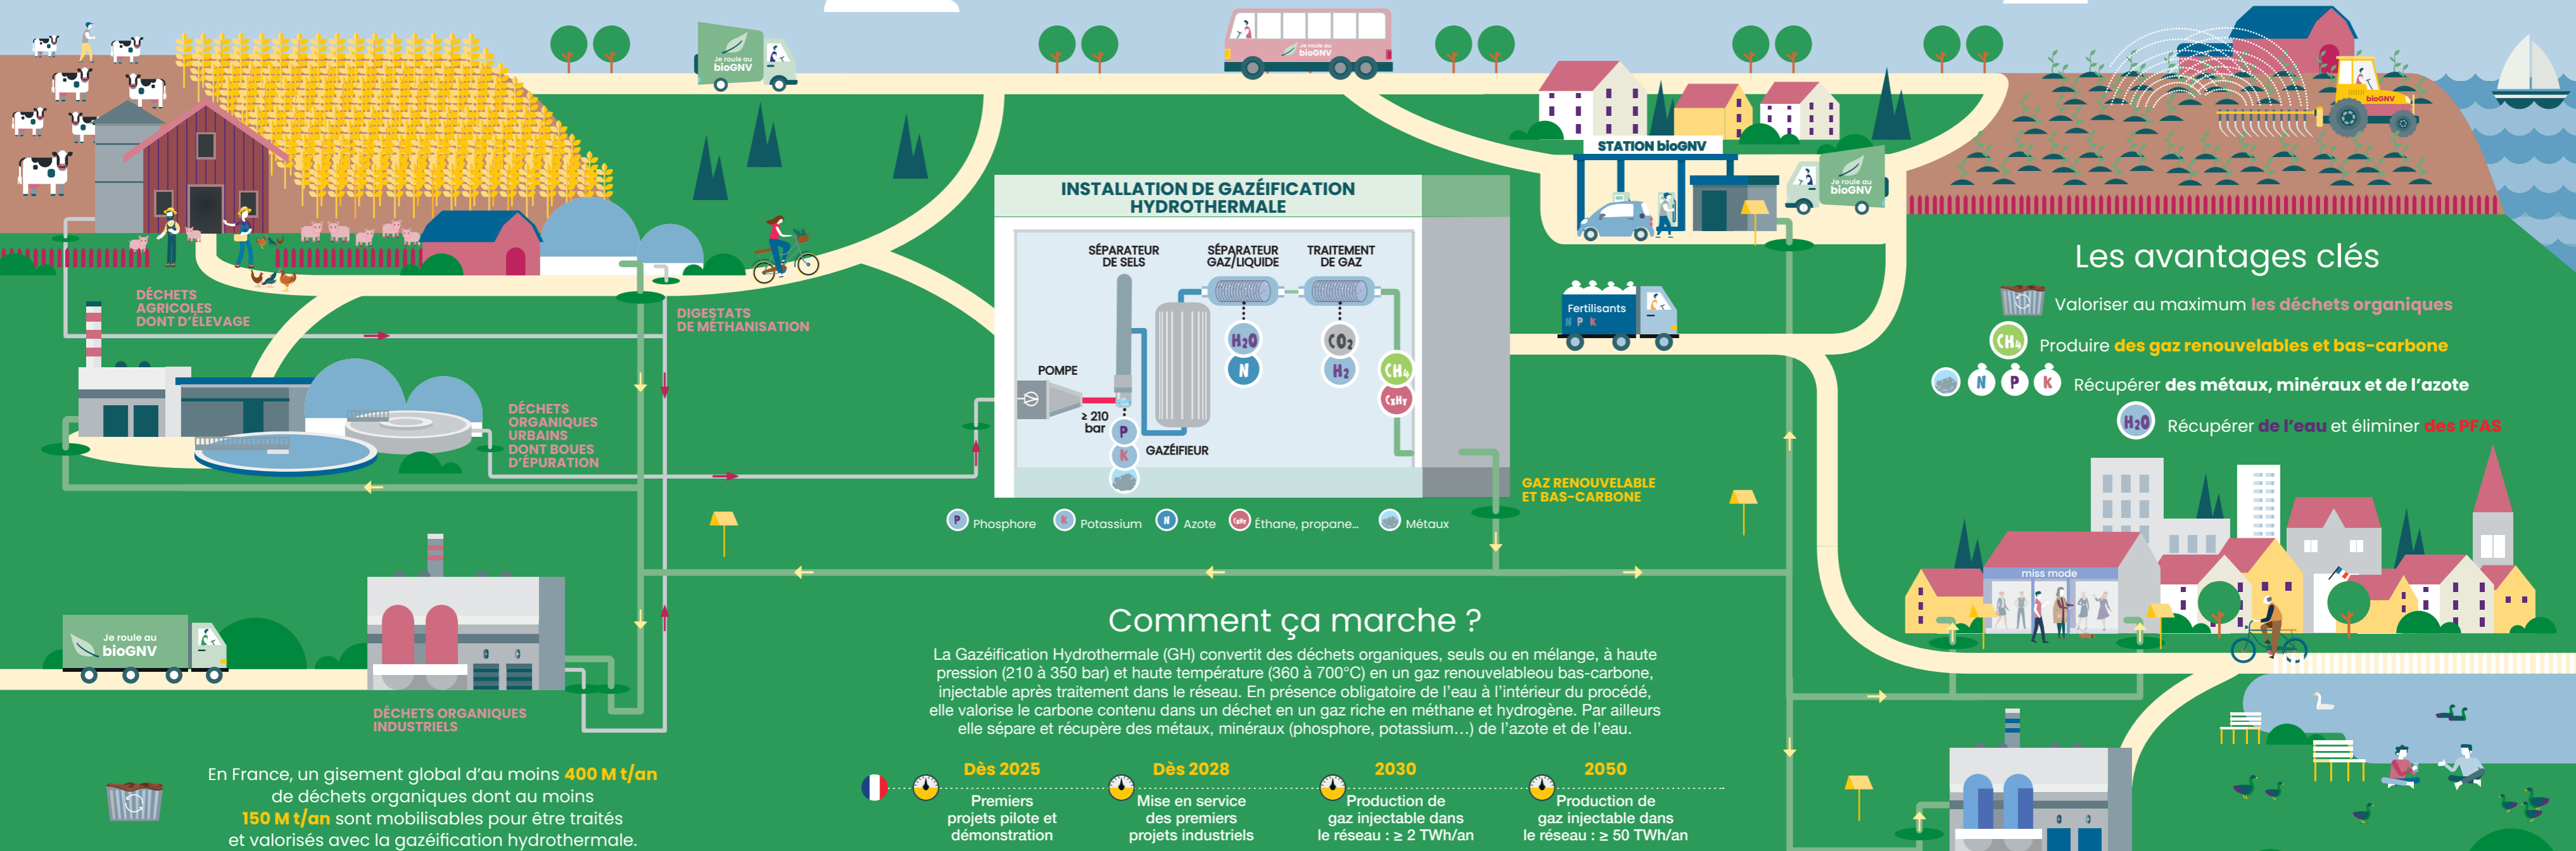 Je roule au
bioGNV
Je roule au
bioGNV
STATION bioGNV
Je roule au
bioGNV
bioGNV
INSTALLATION DE GAZÉIFICATION
HYDROTHERMALE
SÉPARATEUR
DE SELS
SÉPARATEUR
GAZ/LIQUIDE
TRAITEMENT
DE GAZ
H2O
N
CO2
H2
CH4
CxHY
POMPE
≥ 210
bar
P
K
GAZÉIFIEUR
P Phosphore
K Potassium
N Azote
CxHY Éthane, propane...
Métaux
DÉCHETS
AGRICOLES
DONT D'ÉLEVAGE
DIGESTATS
DE MÉTHANISATION
DÉCHETS
ORGANIQUES
URBAINS
DONT BOUES
D'ÉPURATION
Fertilisants
N P K
GAZ RENOUVELABLE
ET BAS-CARBONE
Les avantages clés
Valoriser au maximum les déchets organiques
CH4 Produire des gaz renouvelables et bas-carbone
N P K Récupérer des métaux, minéraux et de l'azote
H2O Récupérer de l'eau et éliminer des PFAS
miss mode
Je roule au
bioGNV
DÉCHETS ORGANIQUES
INDUSTRIELS
En France, un gisement global d'au moins 400 M t/an
de déchets organiques dont au moins
150 M t/an sont mobilisables pour être traités
et valorisés avec la gazéification hydrothermale.
Comment ça marche ?
La Gazéification Hydrothermale (GH) convertit des déchets organiques, seuls ou en mélange, à haute
pression (210 à 350 bar) et haute température (360 à 700°C) en un gaz renouvelableou bas-carbone,
injectable après traitement dans le réseau. En présence obligatoire de l'eau à l'intérieur du procédé,
elle valorise le carbone contenu dans un déchet en un gaz riche en méthane et hydrogène. Par ailleurs
elle sépare et récupère des métaux, minéraux (phosphore, potassium...) de l'azote et de l'eau.
Dès 2025
Premiers
projets pilote et
démonstration
Dès 2028
Mise en service
des premiers
projets industriels
2030
Production de
gaz injectable dans
le réseau : ≥ 2 TWh/an
2050
Production de
gaz injectable dans
le réseau : ≥ 50 TWh/an